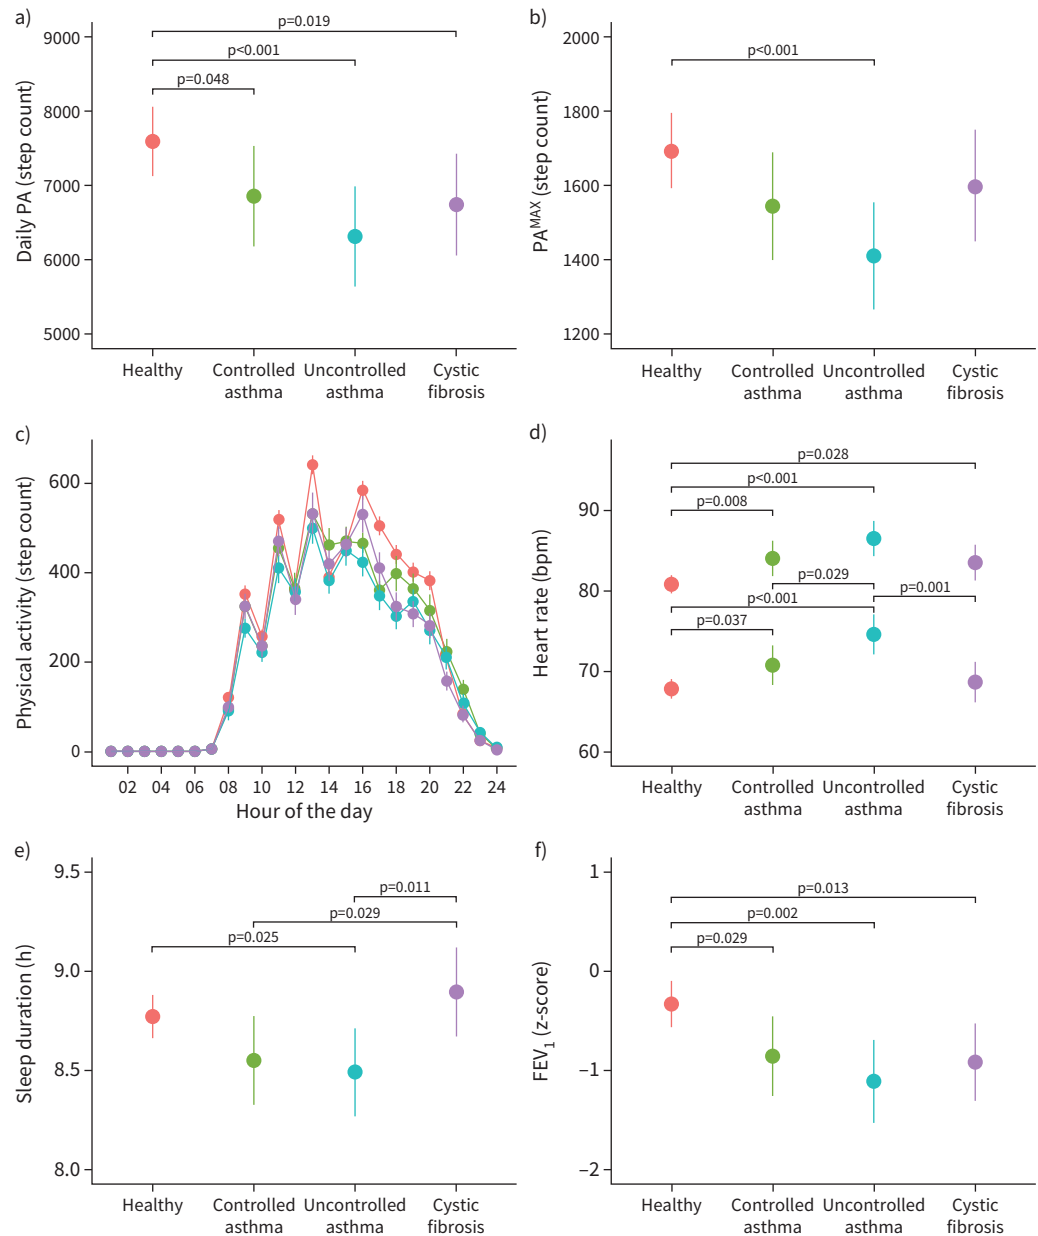 a)
Daily PA (step count)
9000
8000
7000
6000
5000
p=0.019
p<0.001
p=0.048
Healthy
Controlled
asthma
Uncontrolled
asthma
Cystic
fibrosis
b)
PA^MAX (step count)
2000
1800
1600
1400
1200
p<0.001
Healthy
Controlled
asthma
Uncontrolled
asthma
Cystic
fibrosis
c)
Physical activity (step count)
600
400
200
0
02 04 06 08 10 12 14 16 18 20 22 24
Hour of the day
d)
Heart rate (bpm)
90
80
70
60
p=0.028
p<0.001
p=0.008
p=0.029
p=0.001
p<0.001
p=0.037
Healthy
Controlled
asthma
Uncontrolled
asthma
Cystic
fibrosis
e)
Sleep duration (h)
9.5
9.0
8.5
8.0
p=0.011
p=0.029
p=0.025
Healthy
Controlled
asthma
Uncontrolled
asthma
Cystic
fibrosis
f)
FEV₁ (z-score)
1
0
–1
–2
p=0.013
p=0.002
p=0.029
Healthy
Controlled
asthma
Uncontrolled
asthma
Cystic
fibrosis